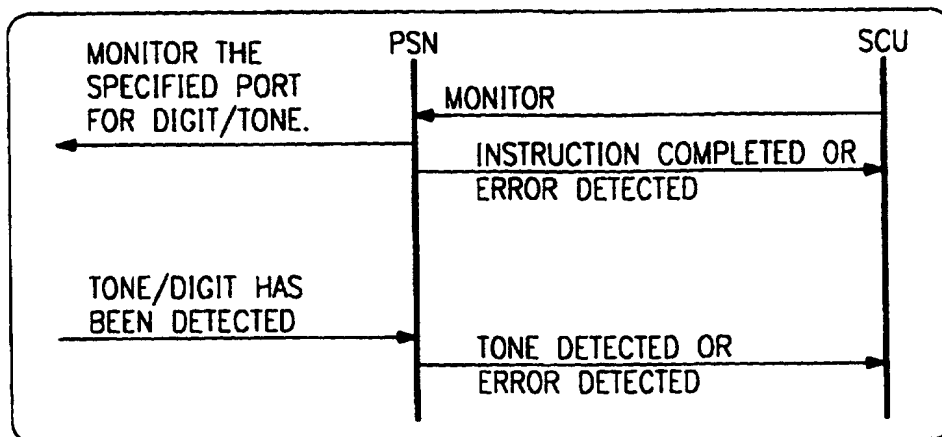 PSN
SCU
MONITOR THE
SPECIFIED PORT
FOR DIGIT/TONE.
MONITOR
INSTRUCTION COMPLETED OR
ERROR DETECTED
TONE/DIGIT HAS
BEEN DETECTED
TONE DETECTED OR
ERROR DETECTED